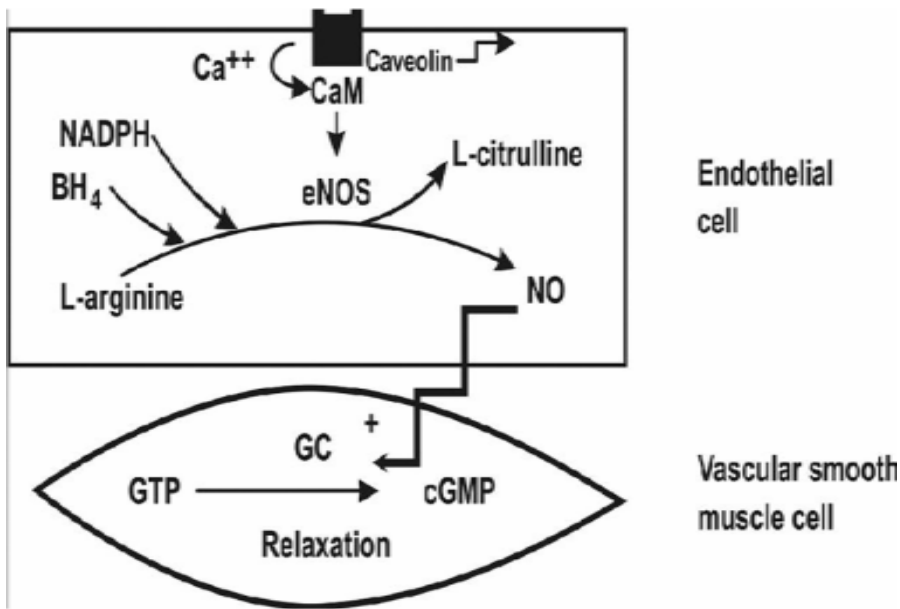 Ca++
Caveolin
CaM
NADPH
BH4
eNOS
L-citrulline
L-arginine
NO
Endothelial
cell
GC
+
GTP
cGMP
Relaxation
Vascular smooth
muscle cell